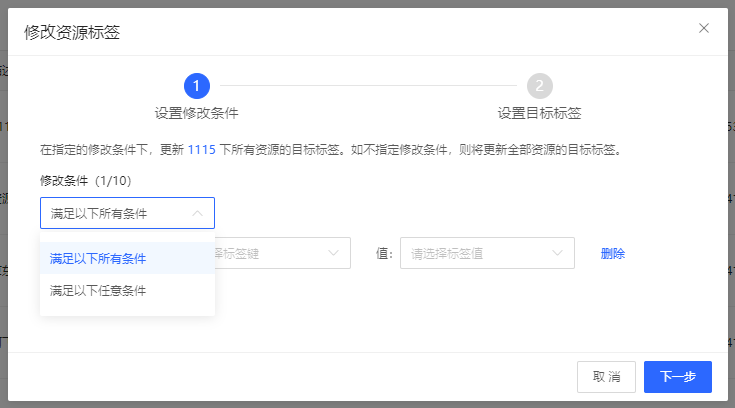 修改资源标签
1
2
设置修改条件
设置目标标签
在指定的修改条件下，更新 1115 下所有资源的目标标签。如不指定修改条件，则将更新全部资源的目标标签。
修改条件（1/10）
满足以下所有条件
择标签键
值：
请选择标签值
删除
满足以下所有条件
满足以下任意条件
取 消
下一步